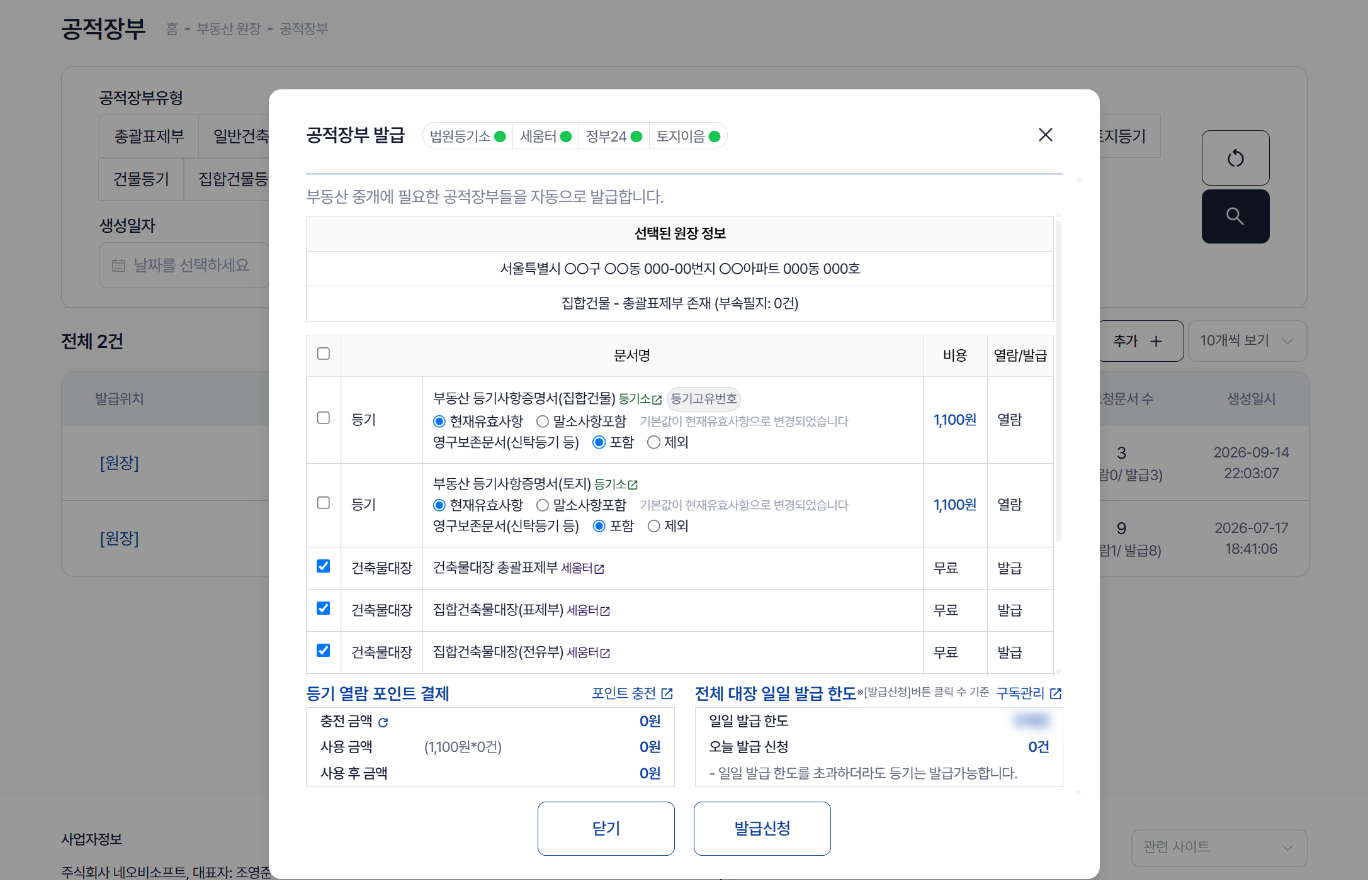 공적장부 홈 - 부동산 원장 - 공적장부
공적장부유형
총괄표제부 일반건축
토지등기
건물등기 집합건물등
생성일자
날짜를 선택하세요
전체 2건
추가 +
10개씩 보기
발급위치
청문서 수
생성일시
[원장]
3
람0/ 발급3)
2026-09-14
22:03:07
[원장]
9
람1/ 발급8)
2026-07-17
18:41:06
공적장부 발급 법원등기소 세움터 정부24 토지이음
부동산 중개에 필요한 공적장부들을 자동으로 발급합니다.
선택된 원장 정보
서울특별시 〇〇구 〇〇동 000-00번지 〇〇아파트 000동 000호
집합건물 - 총괄표제부 존재 (부속필지: 0건)
문서명 비용 열람/발급
등기
부동산 등기사항증명서(집합건물) 등기소 등기고유번호
현재유효사항 말소사항포함 기본값이 현재유효사항으로 변경되었습니다
영구보존문서(신탁등기 등) 포함 제외
1,100원 열람
등기
부동산 등기사항증명서(토지) 등기소
현재유효사항 말소사항포함 기본값이 현재유효사항으로 변경되었습니다
영구보존문서(신탁등기 등) 포함 제외
1,100원 열람
건축물대장 건축물대장 총괄표제부 세움터 무료 발급
건축물대장 집합건축물대장(표제부) 세움터 무료 발급
건축물대장 집합건축물대장(전유부) 세움터 무료 발급
등기 열람 포인트 결제 포인트 충전
충전 금액 0원
사용 금액 (1,100원*0건) 0원
사용 후 금액 0원
전체 대장 일일 발급 한도 ※[발급신청]버튼 클릭 수 기준 구독관리
일일 발급 한도
오늘 발급 신청 0건
- 일일 발급 한도를 초과하더라도 등기는 발급가능합니다.
닫기 발급신청
사업자정보
주식회사 네오비소프트, 대표자: 조영준
관련 사이트